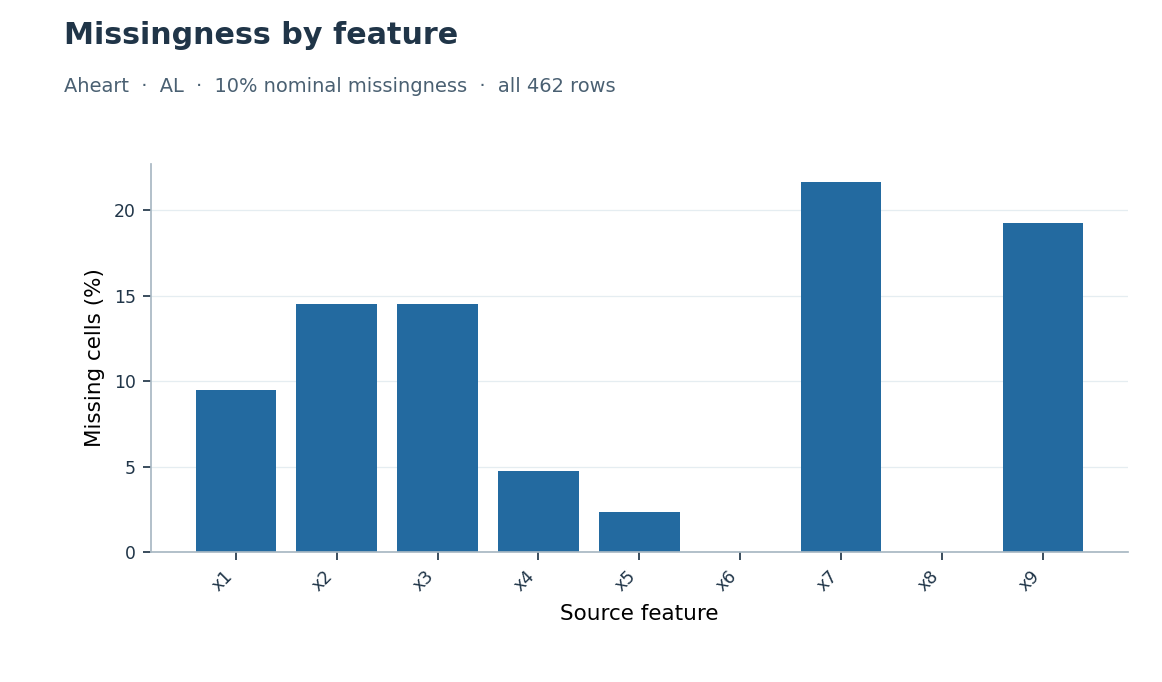 Missingness by feature
Aheart · AL · 10% nominal missingness · all 462 rows
Missing cells (%)
20
15
10
5
0
x1 x2 x3 x4 x5 x6 x7 x8 x9
Source feature